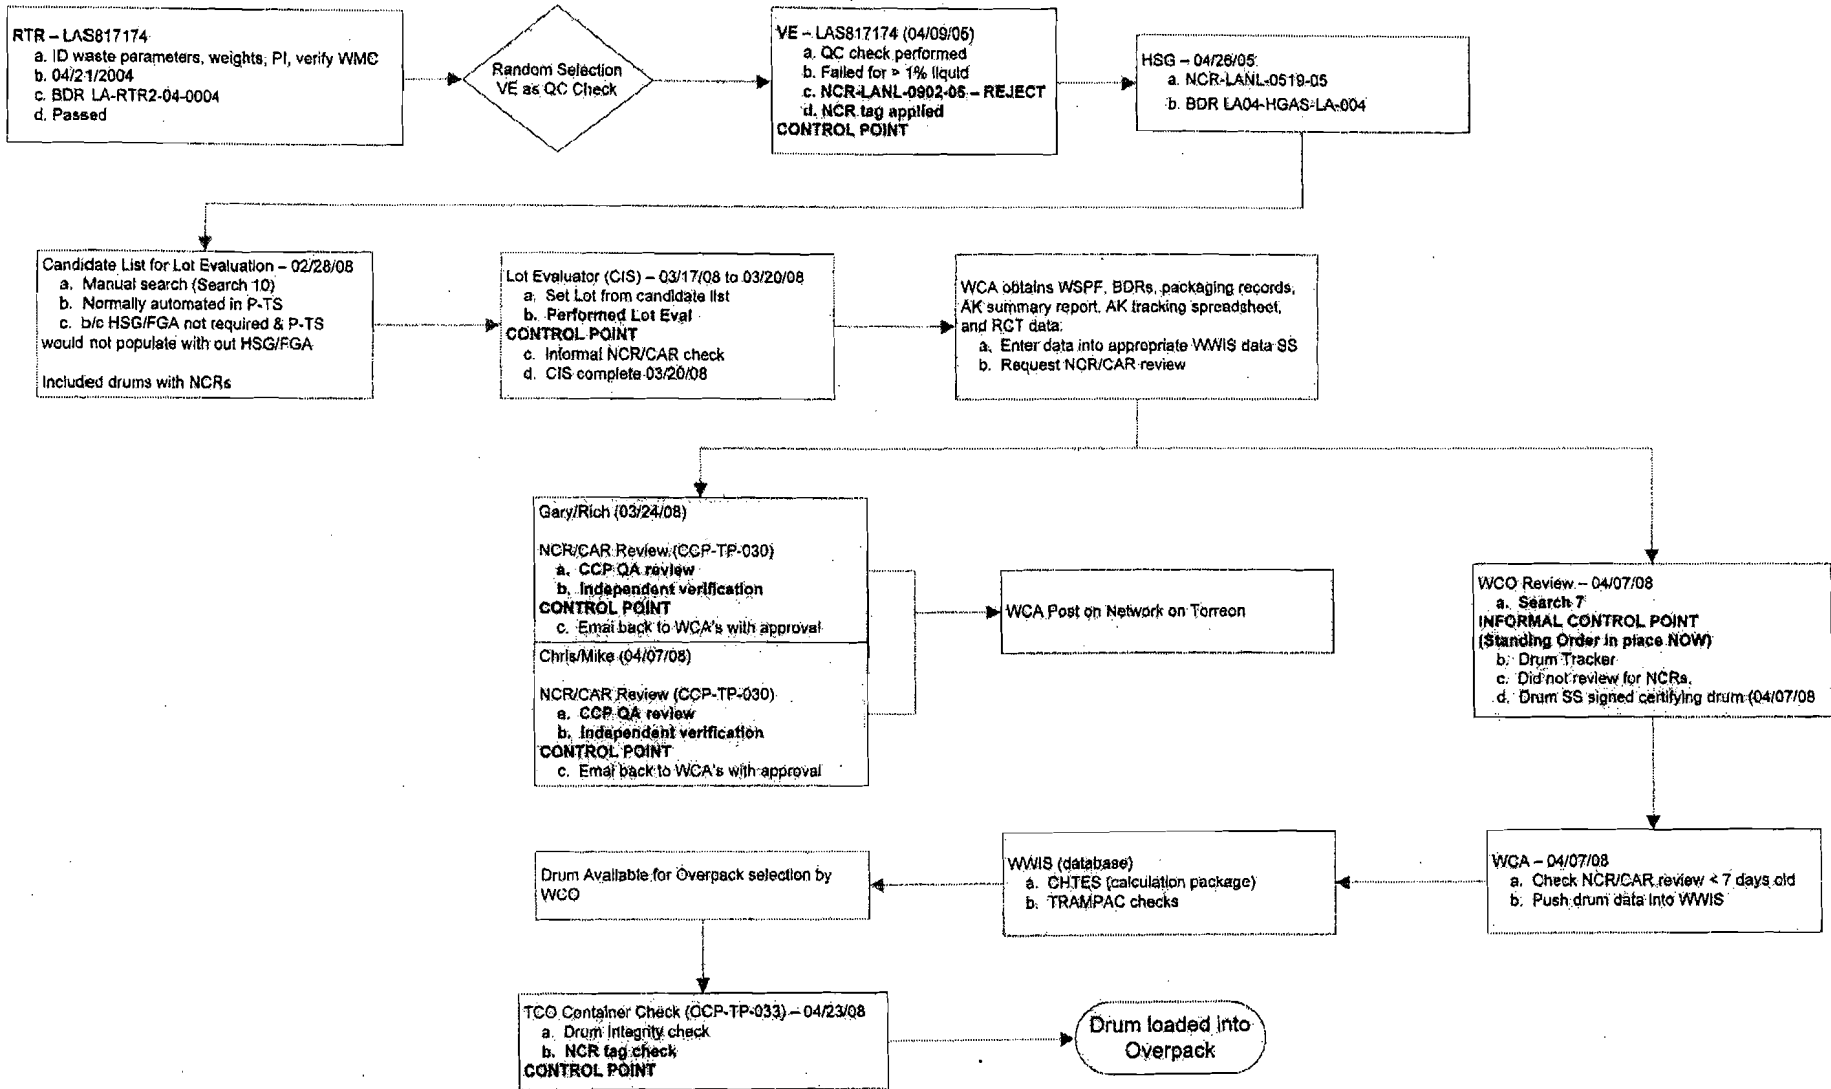 RTR – LAS817174
a. ID waste parameters, weights, PI, verify WMC
b. 04/21/2004
c. BDR LA-RTR2-04-0004
d. Passed
Random Selection
VE as QC Check
VE – LAS817174 (04/09/05)
a. QC check performed
b. Failed for > 1% liquid
c. NCR-LANL-0902-05 – REJECT
d. NCR tag applied
CONTROL POINT
HSG – 04/26/05:
a. NCR-LANL-0519-05
b. BDR LA04-HGAS-LA-004
Candidate List for Lot Evaluation – 02/28/08
a. Manual search (Search 10)
b. Normally automated in P-TS
c. b/c HSG/FGA not required & P-TS
would not populate with out HSG/FGA
Included drums with NCRs
Lot Evaluator (CIS) – 03/17/08 to 03/20/08
a. Set Lot from candidate list
b. Performed Lot Eval
CONTROL POINT
c. Informal NCR/CAR check
d. CIS complete 03/20/08
WCA obtains WSPF, BDRs, packaging records,
AK summary report. AK tracking spreadsheet,
and RCT data:
a. Enter data into appropriate WWIS data SS
b. Request NCR/CAR review
Gary/Rich (03/24/08)
NCR/CAR Review (CCP-TP-030)
a. CCP QA review
b. Independent verification
CONTROL POINT
c. Emai back to WCA's with approval
Chris/Mike (04/07/08)
NCR/CAR Review (CCP-TP-030)
a. CCP QA review
b. Independent verification
CONTROL POINT
c. Emai back to WCA's with approval
WCA Post on Network on Torreon
WCO Review – 04/07/08
a. Search 7
INFORMAL CONTROL POINT
(Standing Order in place NOW)
b. Drum Tracker
c. Did not review for NCRs.
d. Drum SS signed certifying drum (04/07/08
WCA – 04/07/08
a. Check NCR/CAR review < 7 days old
b. Push drum data into WWIS
WWIS (database)
a. CHTES (calculation package)
b. TRAMPAC checks
Drum Available for Overpack selection by
WCO
TCO Container Check (CCP-TP-033) – 04/23/08
a. Drum Integrity check
b. NCR tag check
CONTROL POINT
Drum loaded into
Overpack